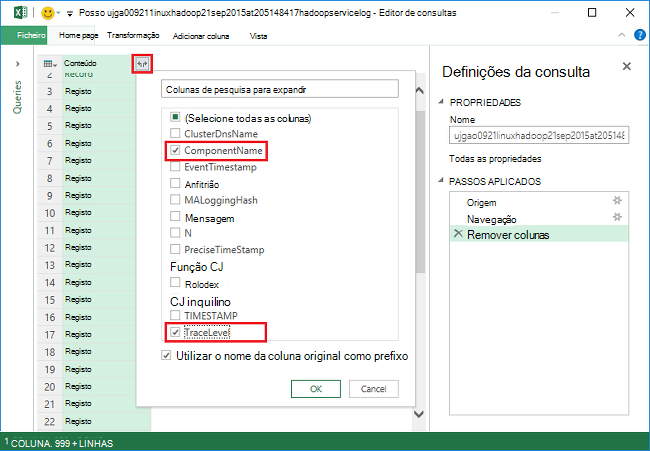 Posso ujga009211inuxhadoop21sep2015at205148417hadoopservicelog - Editor de consultas
Ficheiro Home page Transformação Adicionar coluna Vista
Queries
Conteúdo
2 Record
3 Registo
4 Registo
5 Registo
6 Registo
7 Registo
8 Registo
9 Registo
10 Registo
11 Registo
12 Registo
13 Registo
14 Registo
15 Registo
16 Registo
17 Registo
18 Registo
19 Registo
20 Registo
21 Registo
22 Registo
Colunas de pesquisa para expandir
(Selecione todas as colunas)
ClusterDnsName
ComponentName
EventTimestamp
Anfitrião
MALoggingHash
Mensagem
N
PreciseTimeStamp
Função CJ
Rolodex
CJ inquilino
TIMESTAMP
TraceLevel
Utilizar o nome da coluna original como prefixo
OK Cancel
Definições da consulta
PROPRIEDADES
Nome
ujgao0921linuxhadoop21sep2015at20514
Todas as propriedades
PASSOS APLICADOS
Origem
Navegação
Remover colunas
1 COLUNA. 999 + LINHAS